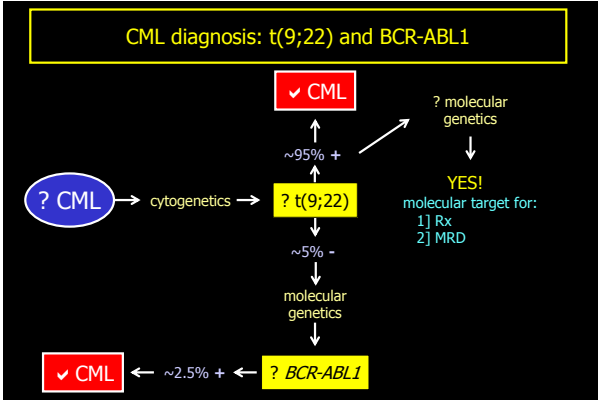 CML diagnosis: t(9;22) and BCR-ABL1
✓ CML
? molecular
genetics
~95% +
YES!
? CML
cytogenetics
? t(9;22)
molecular target for:
1] Rx
2] MRD
~5% -
molecular
genetics
✓ CML
~2.5% +
? BCR-ABL1